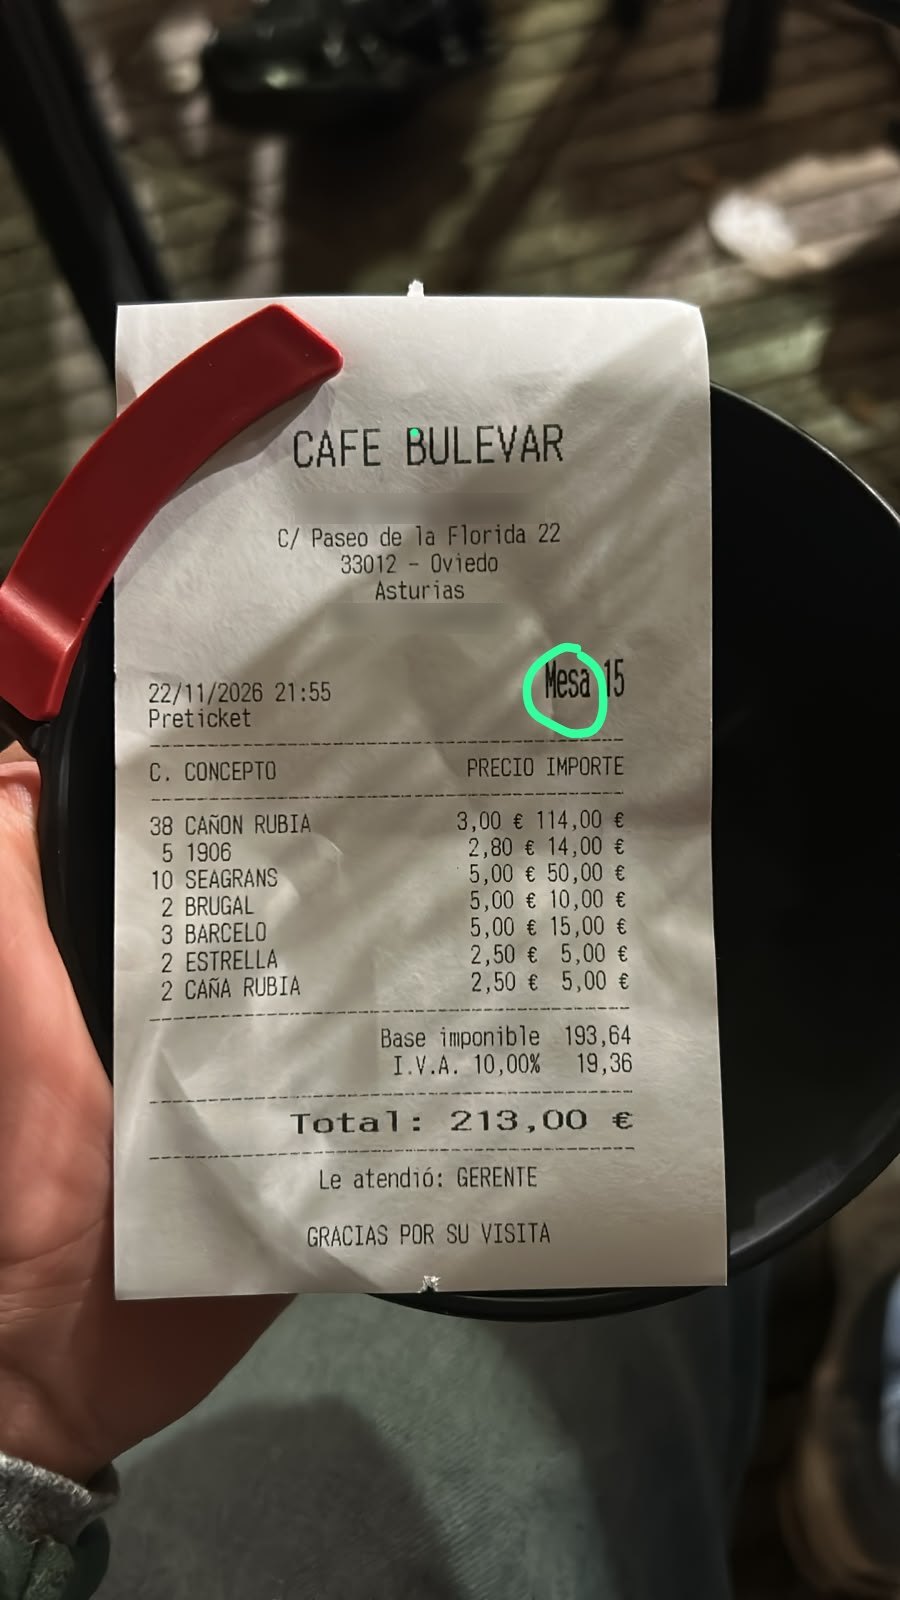 CAFE BULEVAR
C/ Paseo de la Florida 22
33012 - Oviedo
Asturias
Mesa 15
22/11/2026 21:55
Preticket
C. CONCEPTO PRECIO IMPORTE
38 CAÑON RUBIA 3,00 € 114,00 €
5 1906 2,80 € 14,00 €
10 SEAGRANS 5,00 € 50,00 €
2 BRUGAL 5,00 € 10,00 €
3 BARCELO 5,00 € 15,00 €
2 ESTRELLA 2,50 € 5,00 €
2 CAÑA RUBIA 2,50 € 5,00 €
Base imponible 193,64
I.V.A. 10,00% 19,36
Total: 213,00 €
Le atendió: GERENTE
GRACIAS POR SU VISITA